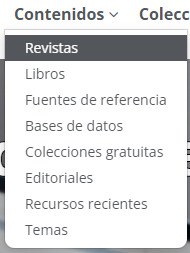 Contenidos Colecc
Revistas
Libros
Fuentes de referencia
Bases de datos
Colecciones gratuitas
Editoriales
Recursos recientes
Temas